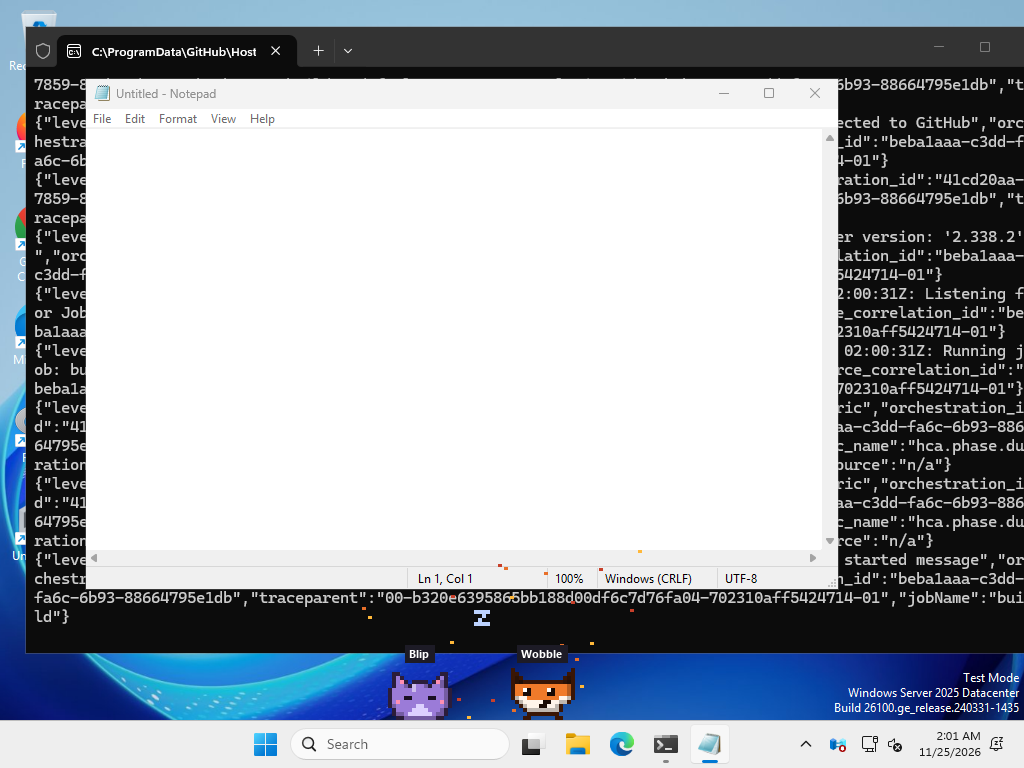 C:\ProgramData\GitHub\Host
Untitled - Notepad
File Edit Format View Help
racepa
{"leve ected to GitHub","orc
hestra _id":"beba1aaa-c3dd-f
a6c-6b 4-01"}
{"leve ration_id":"41cd20aa-
7859-8 6b93-88664795e1db","t
racepa
{"leve er version: '2.338.2'
","orc lation_id":"beba1aaa-
c3dd-f 5424714-01"}
{"leve 2:00:31Z: Listening f
or Job e_correlation_id":"be
ba1aaa 02310aff5424714-01"}
{"leve 02:00:31Z: Running j
ob: bu rce_correlation_id":"
beba1a 702310aff5424714-01"}
{"leve ric","orchestration_i
d":"41 aa-c3dd-fa6c-6b93-886
64795e c_name":"hca.phase.du
ration ource":"n/a"}
{"leve ric","orchestration_i
d":"41 aa-c3dd-fa6c-6b93-886
64795e c_name":"hca.phase.du
ration ource":"n/a"}
{"leve started message","or
chestr n_id":"beba1aaa-c3dd-
fa6c-6b93-88664795e1db","traceparent":"00-b320e6395865bb188d00df6c7d76fa04-702310aff5424714-01","jobName":"bui
ld"}
Ln 1, Col 1 100% Windows (CRLF) UTF-8
Z
Blip Wobble
Test Mode
Windows Server 2025 Datacenter
Build 26100.ge_release.240331-1435
Search
2:01 AM
11/25/2026